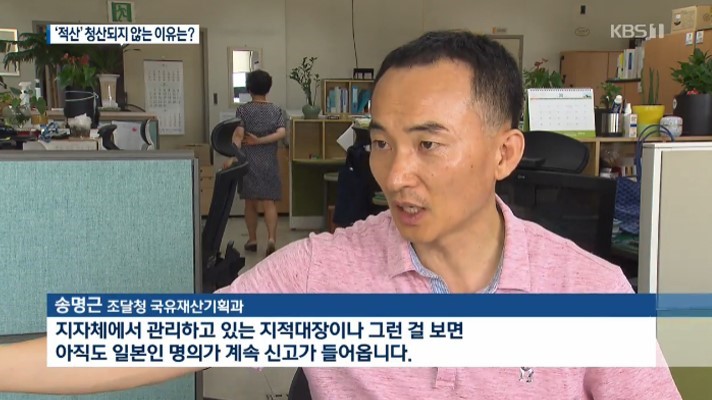 ‘적산’ 청산되지 않는 이유는?
KBS 1
송명근 조달청 국유재산기획과
지자체에서 관리하고 있는 지적대장이나 그런 걸 보면
아직도 일본인 명의가 계속 신고가 들어옵니다.